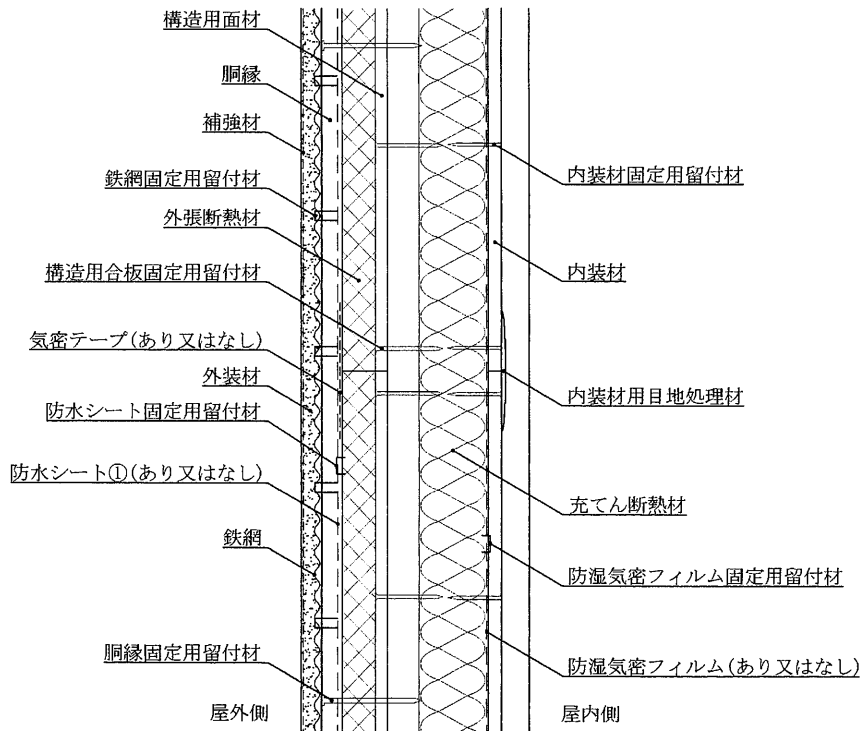 構造用面材
胴縁
補強材
鉄網固定用留付材
外張断熱材
構造用合板固定用留付材
気密テープ(あり又はなし)
外装材
防水シート固定用留付材
防水シート①(あり又はなし)
鉄網
胴縁固定用留付材
屋外側
内装材固定用留付材
内装材
内装材用目地処理材
充てん断熱材
防湿気密フィルム固定用留付材
防湿気密フィルム(あり又はなし)
屋内側